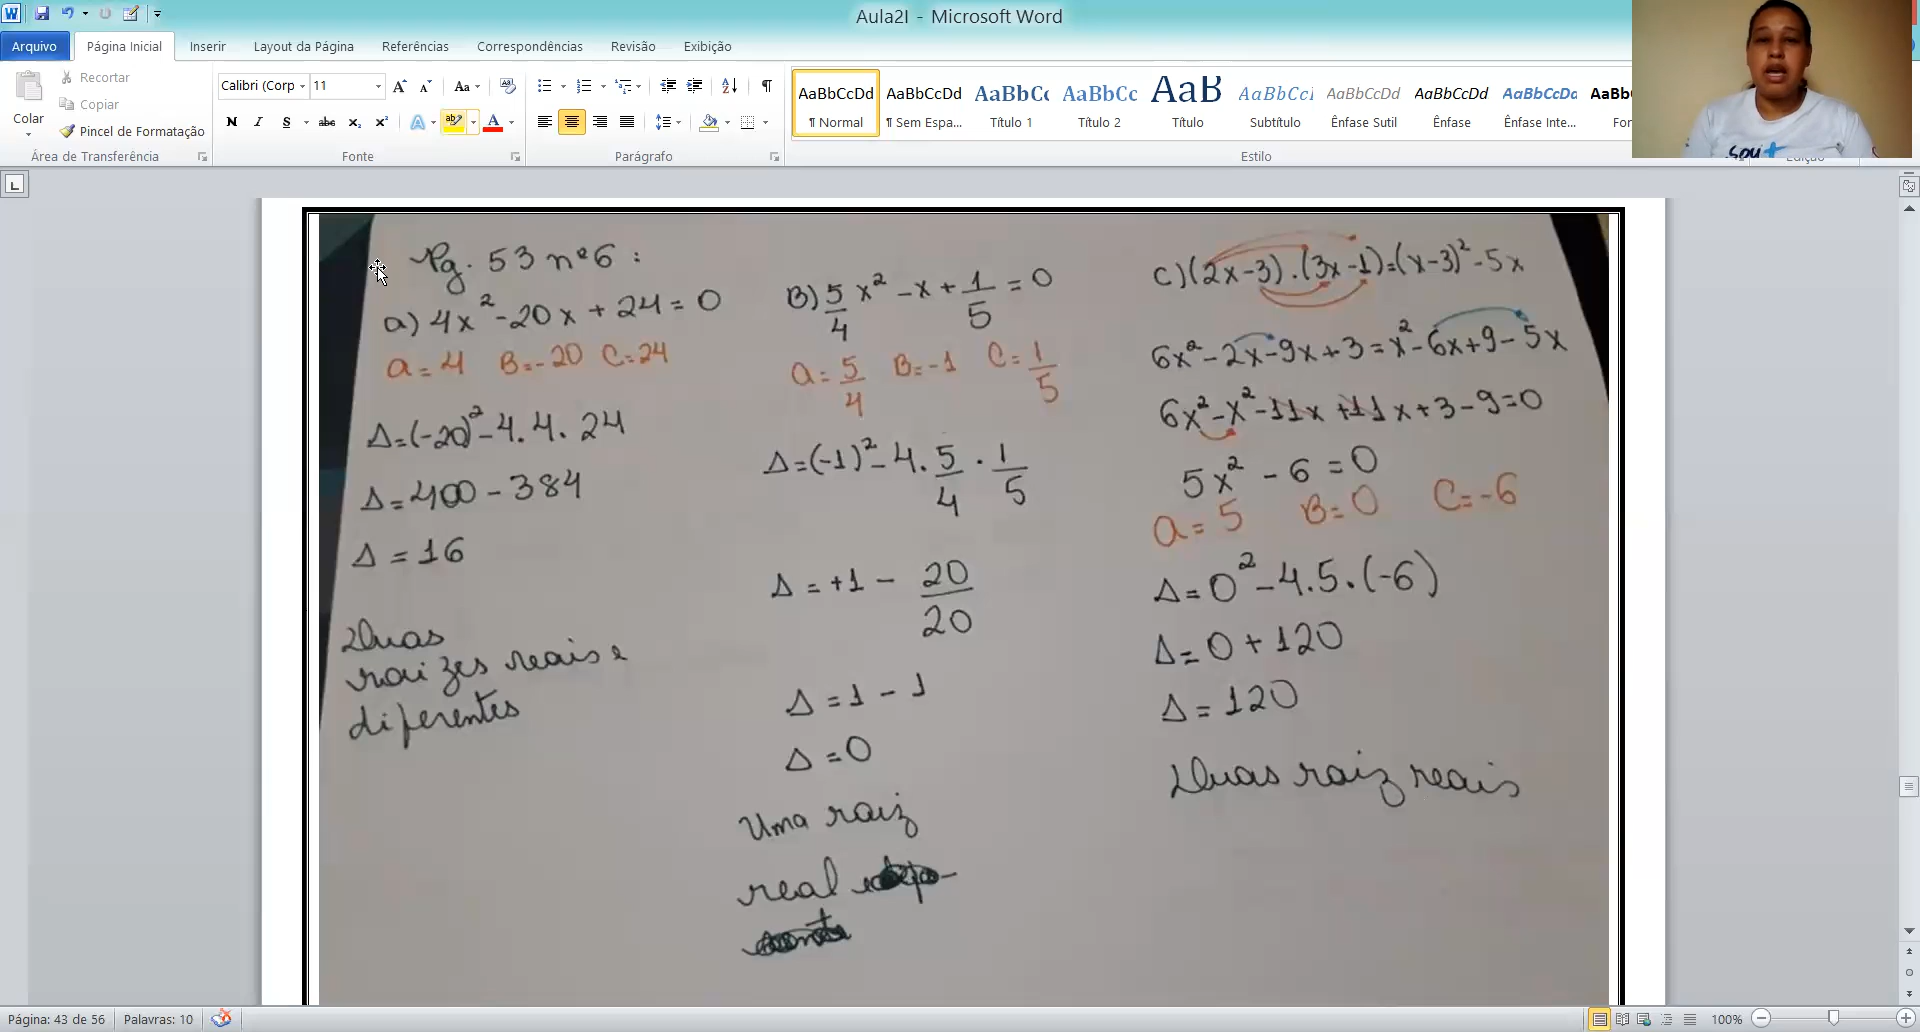 Aula2I - Microsoft Word
Arquivo Página Inicial Inserir Layout da Página Referências Correspondências Revisão Exibição
Recortar
Copiar
Colar
Pincel de Formatação
Área de Transferência
Calibri (Corp 11
Fonte
Parágrafo
AaBbCcDd AaBbCcDd AaBbCc AaBbCc AaB AaBbCcI AaBbCcDd AaBbCcDd AaBbCcDd AaBb
¶ Normal ¶ Sem Espa... Título 1 Título 2 Título Subtítulo Ênfase Sutil Ênfase Ênfase Inte... For
Estilo
Edição
Soy+
Pg. 53 nº6:
a) 4x² - 20x + 24 = 0
a = 4 B = -20 C = 24
Δ = (-20)² - 4.4.24
Δ = 400 - 384
Δ = 16
Duas
raizes reais e
diferentes
B) 5/4 x² - x + 1/5 = 0
a = 5/4 B = -1 C = 1/5
Δ = (-1)² - 4 . 5/4 . 1/5
Δ = +1 - 20/20
Δ = 1 - 1
Δ = 0
Uma raiz
real
C) (2x-3).(3x-1) = (x-3)² - 5x
6x² - 2x - 9x + 3 = x² - 6x + 9 - 5x
6x² - x² - 11x + 11x + 3 - 9 = 0
5x² - 6 = 0
a = 5 B = 0 C = -6
Δ = 0² - 4.5.(-6)
Δ = 0 + 120
Δ = 120
Duas raiz reais
Página: 43 de 56 Palavras: 10
100%